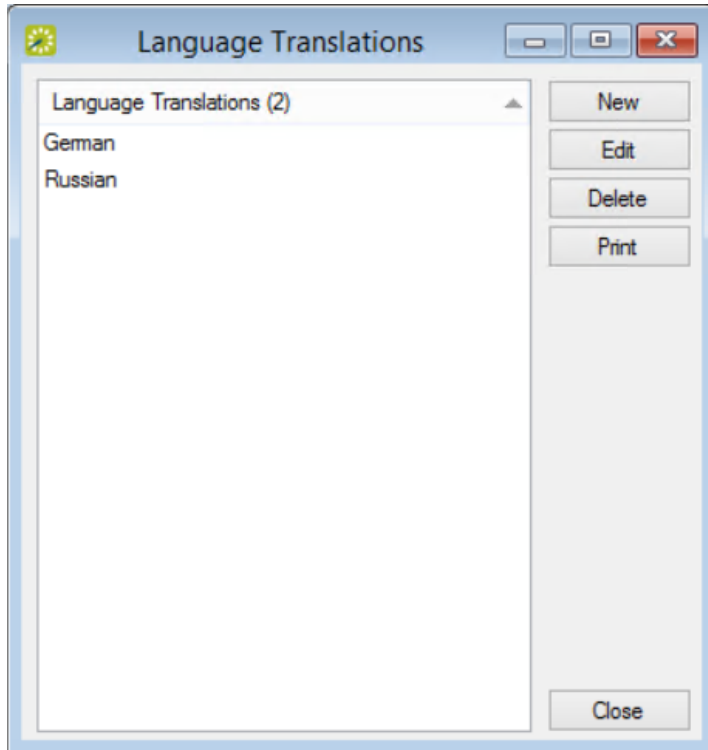 Language Translations
Language Translations (2)
German
Russian
New
Edit
Delete
Print
Close